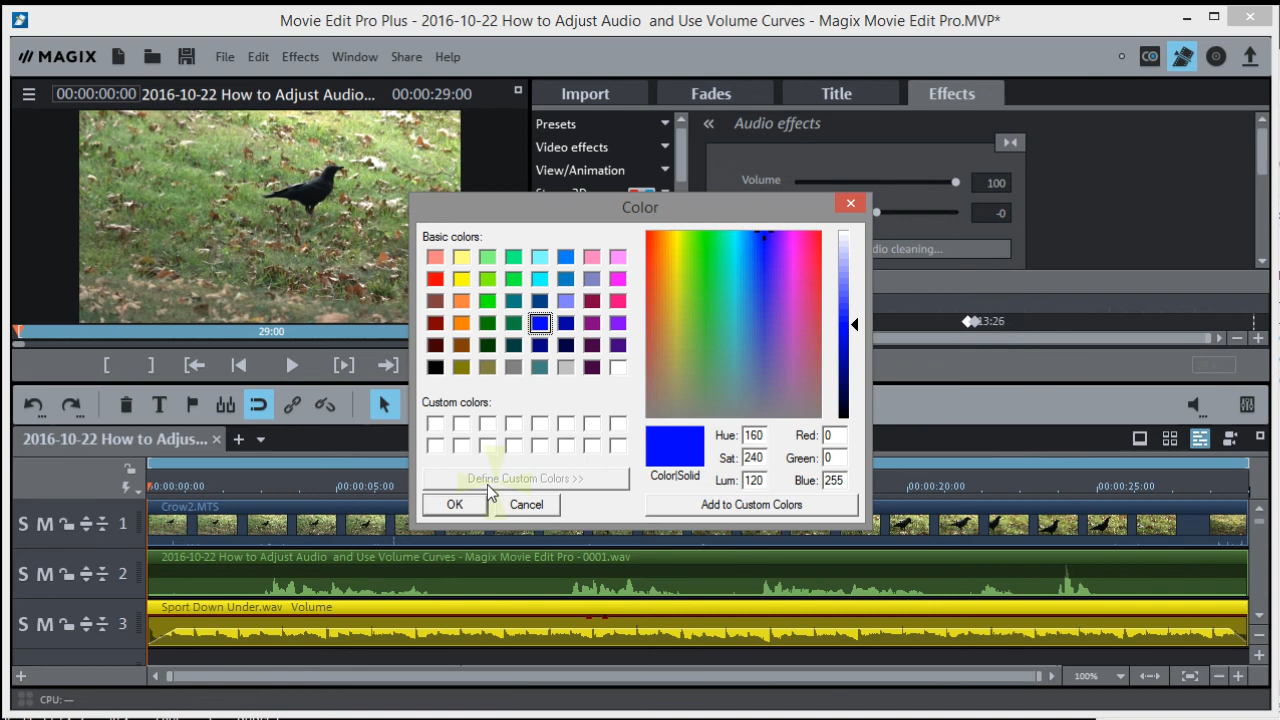 Movie Edit Pro Plus - 2016-10-22 How to Adjust Audio  and Use Volume Curves - Magix Movie Edit Pro.MVP*
MAGIX
File Edit Effects Window Share Help
00:00:00:00 2016-10-22 How to Adjust Audio... 00:00:29:00
Import Fades Title Effects
Presets
Video effects
View/Animation
« Audio effects
Volume 100
-0
dio cleaning...
Color
Basic colors:
Custom colors:
Define Custom Colors >>
OK Cancel
Color|Solid
Hue: 160 Red: 0
Sat: 240 Green: 0
Lum: 120 Blue: 255
Add to Custom Colors
29:00
13:26
2016-10-22 How to Adjus... ×
00:00:00:00 00:00:05:00 00:00:20:00 00:00:25:00
S M 1
Crow2.MTS
S M 2
2016-10-22 How to Adjust Audio  and Use Volume Curves - Magix Movie Edit Pro - 0001.wav
S M 3
Sport Down Under.wav Volume
100%
CPU: —